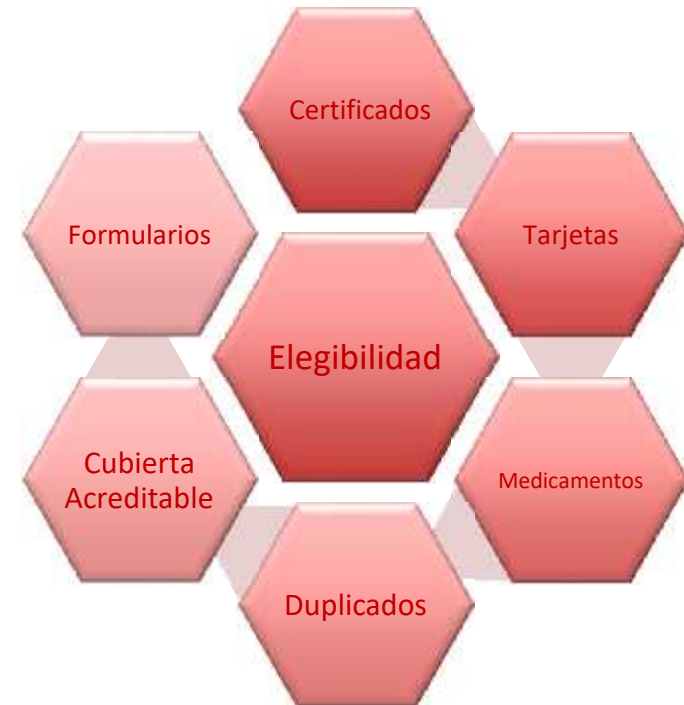 Certificados
Formularios
Tarjetas
Elegibilidad
Cubierta
Acreditable
Medicamentos
Duplicados